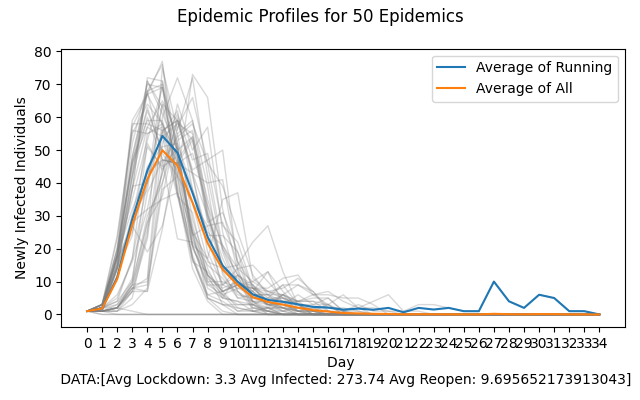 Epidemic Profiles for 50 Epidemics
80
70
60
50
40
30
20
10
0
Newly Infected Individuals
Average of Running
Average of All
0 1 2 3 4 5 6 7 8 9 10 11 12 13 14 15 16 17 18 19 20 21 22 23 24 25 26 27 28 29 30 31 32 33 34
Day
DATA:[Avg Lockdown: 3.3 Avg Infected: 273.74 Avg Reopen: 9.695652173913043]